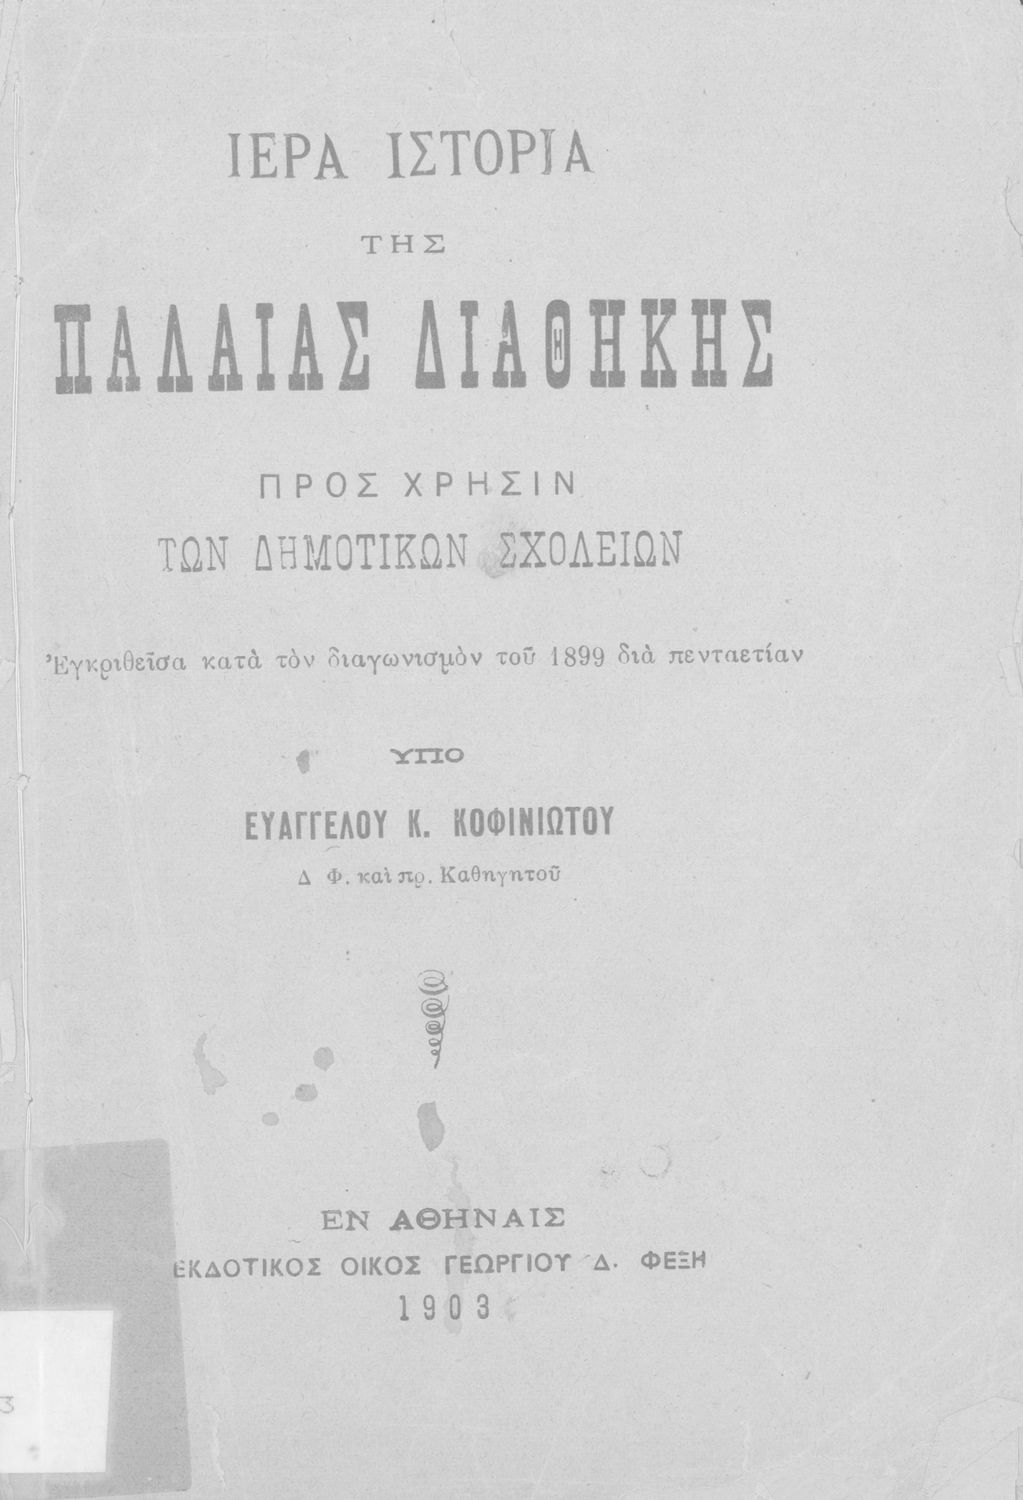 ΙΕΡΑ ΙΣΤΟΡΙΑ
ΤΗΣ
ΠΑΛΑΙΑΣ ΔΙΑΘΗΚΗΣ
ΠΡΟΣ ΧΡΗΣΙΝ
ΤΩΝ ΔΗΜΟΤΙΚΩΝ ΣΧΟΛΕΙΩΝ
Ἐγκριθεῖσα κατὰ τὸν διαγωνισμὸν τοῦ 1899 διὰ πενταετίαν
ΥΠΟ
ΕΥΑΓΓΕΛΟΥ Κ. ΚΟΦΙΝΙΩΤΟΥ
Δ Φ. καὶ πρ. Καθηγητοῦ
ΕΝ ΑΘΗΝΑΙΣ
ΕΚΔΟΤΙΚΟΣ ΟΙΚΟΣ ΓΕΩΡΓΙΟΥ Δ. ΦΕΞΗ
1903
3